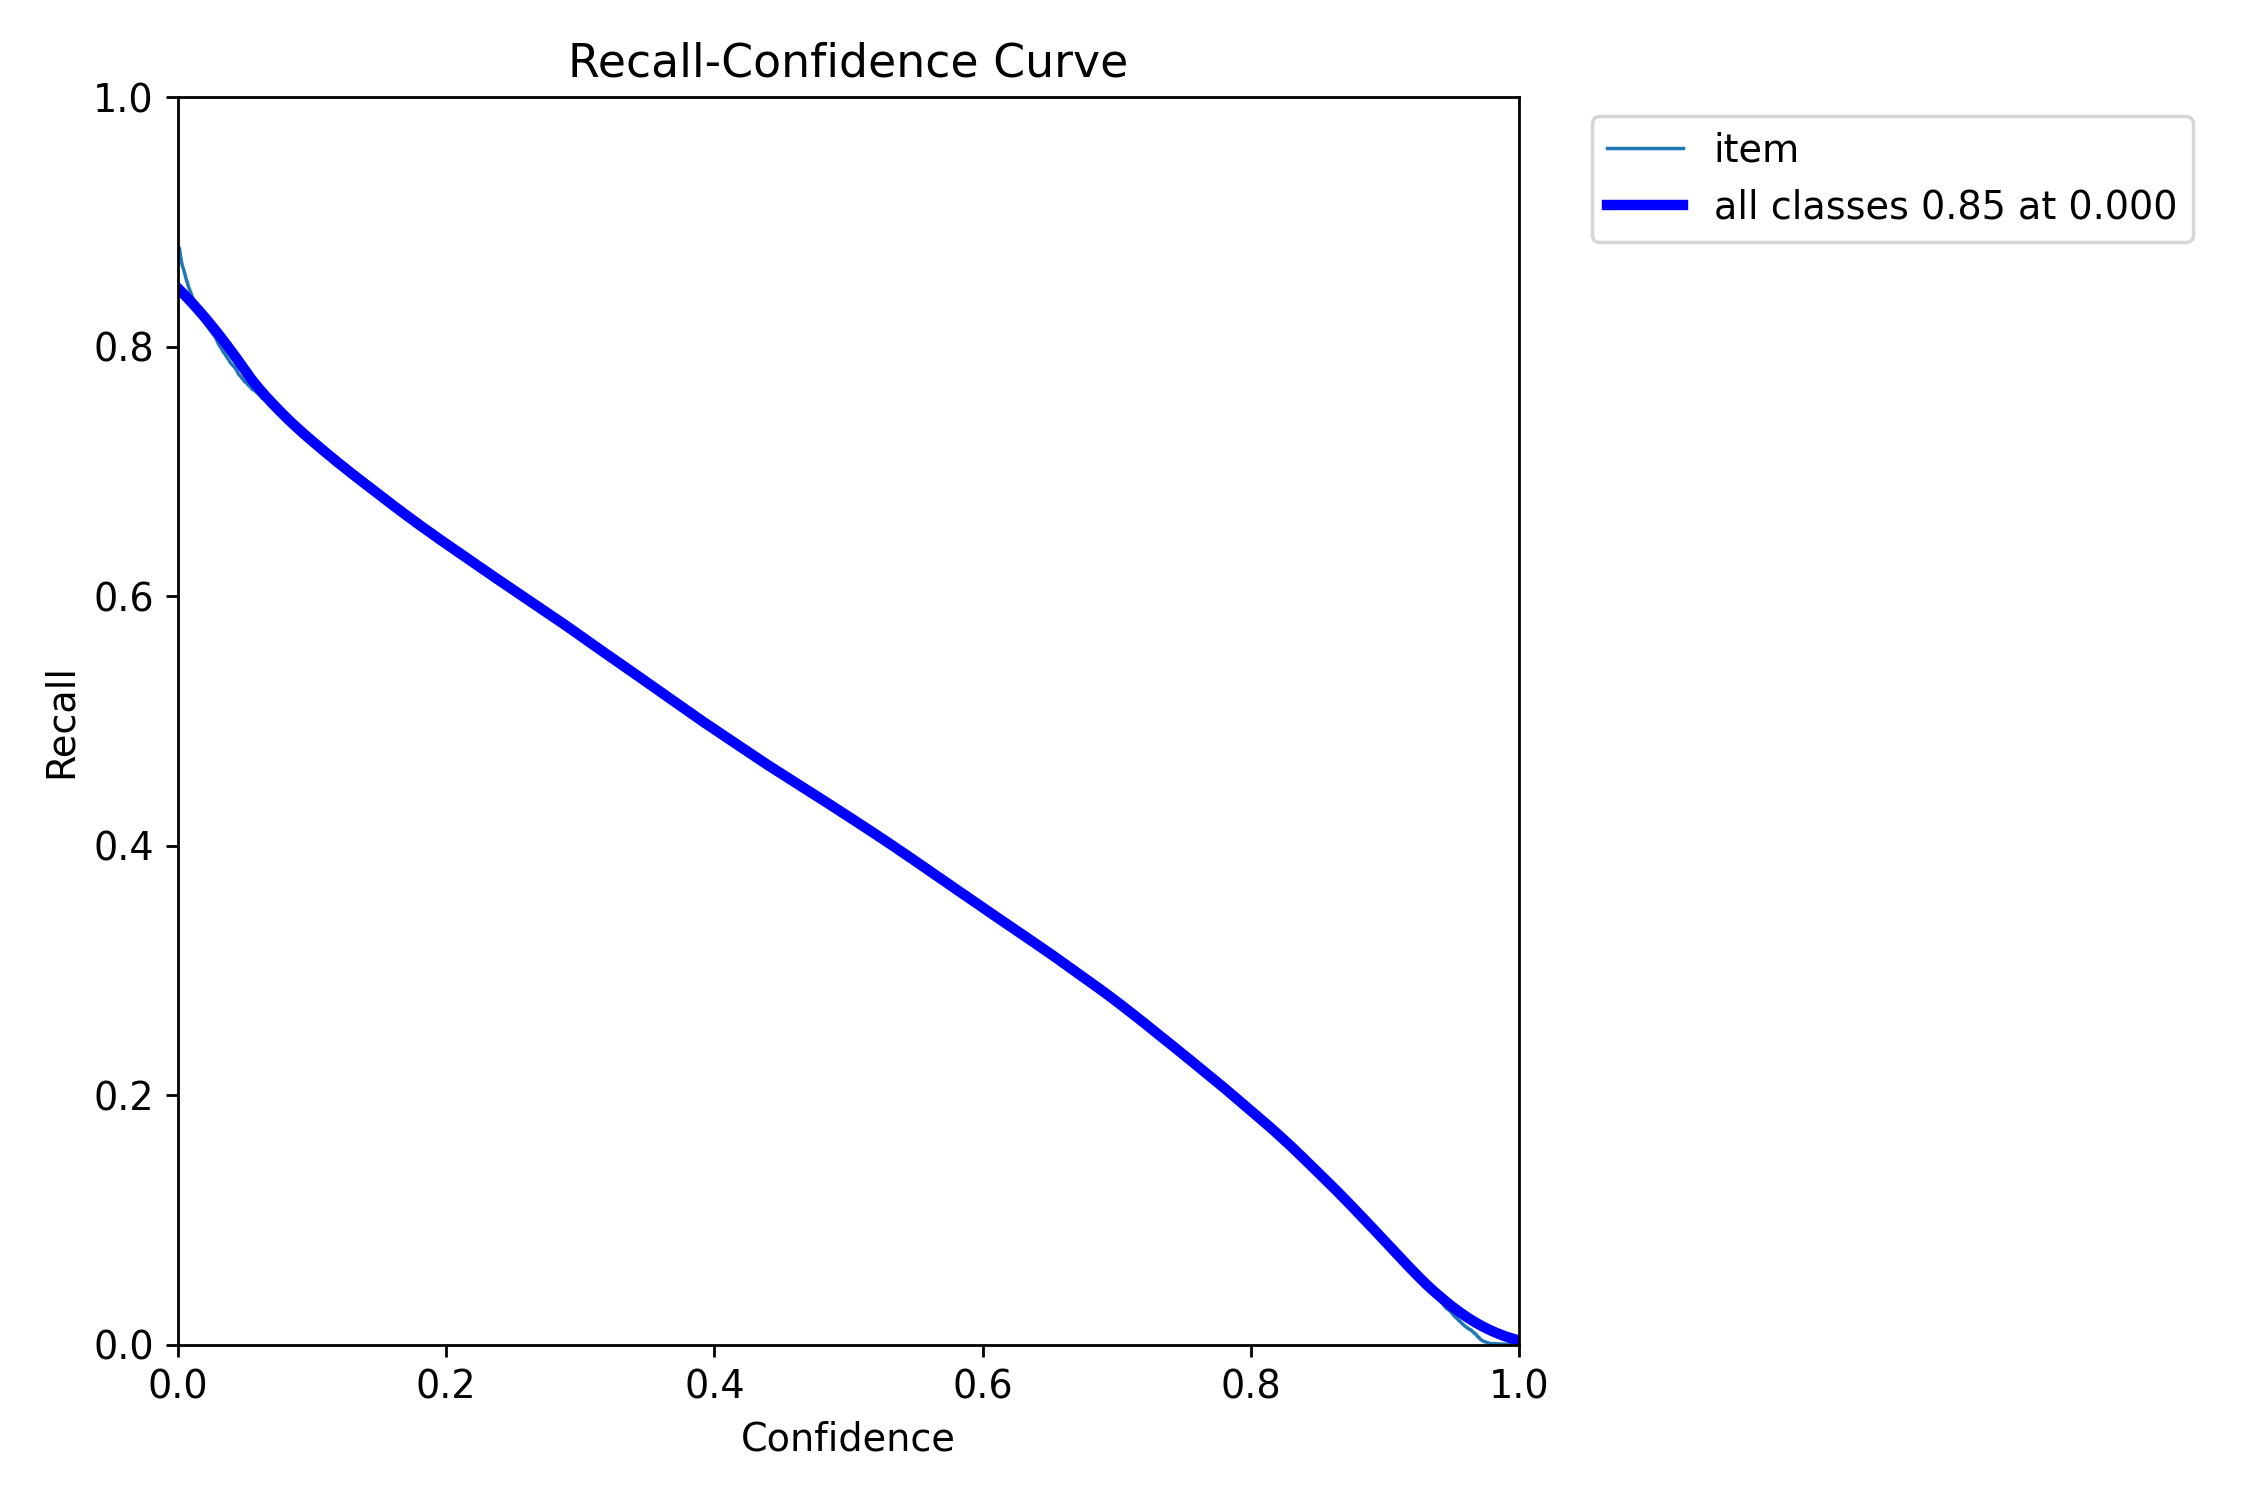 Recall-Confidence Curve
1.0
0.8
0.6
0.4
0.2
0.0
Recall
0.0 0.2 0.4 0.6 0.8 1.0
Confidence
item
all classes 0.85 at 0.000